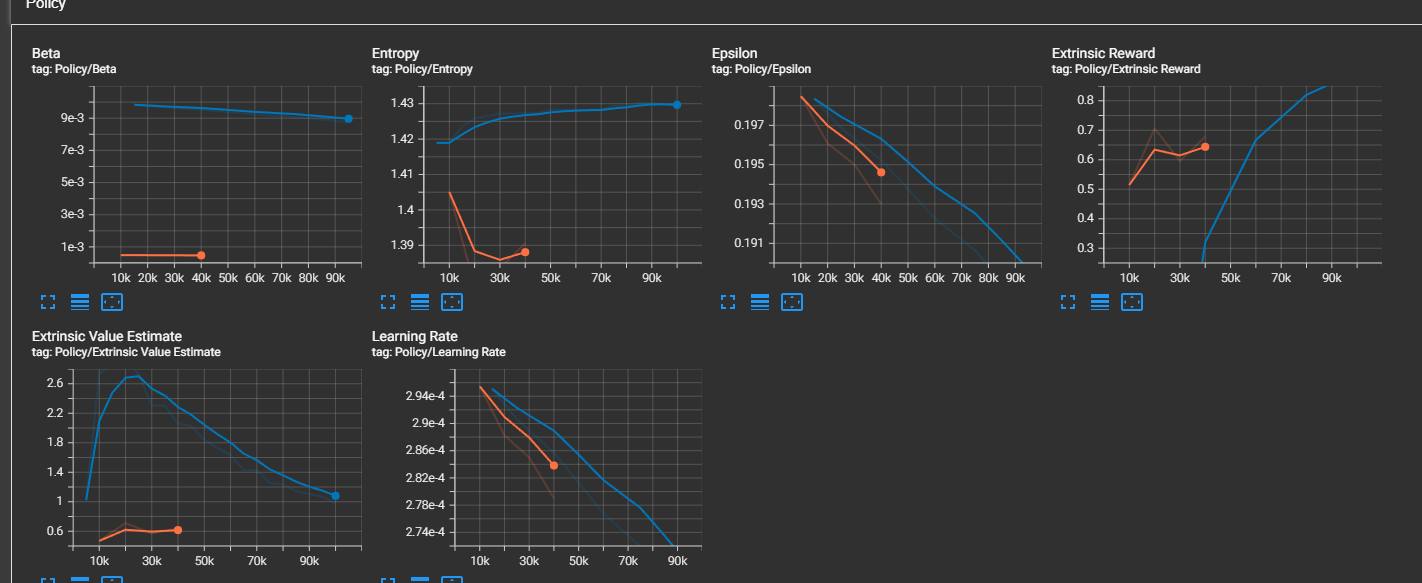 Policy
Beta
tag: Policy/Beta
9e-3
7e-3
5e-3
3e-3
1e-3
10k 20k 30k 40k 50k 60k 70k 80k 90k
Entropy
tag: Policy/Entropy
1.43
1.42
1.41
1.4
1.39
10k 30k 50k 70k 90k
Epsilon
tag: Policy/Epsilon
0.197
0.195
0.193
0.191
10k 20k 30k 40k 50k 60k 70k 80k 90k
Extrinsic Reward
tag: Policy/Extrinsic Reward
0.8
0.7
0.6
0.5
0.4
0.3
10k 30k 50k 70k 90k
Extrinsic Value Estimate
tag: Policy/Extrinsic Value Estimate
2.6
2.2
1.8
1.4
1
0.6
10k 30k 50k 70k 90k
Learning Rate
tag: Policy/Learning Rate
2.94e-4
2.9e-4
2.86e-4
2.82e-4
2.78e-4
2.74e-4
10k 30k 50k 70k 90k